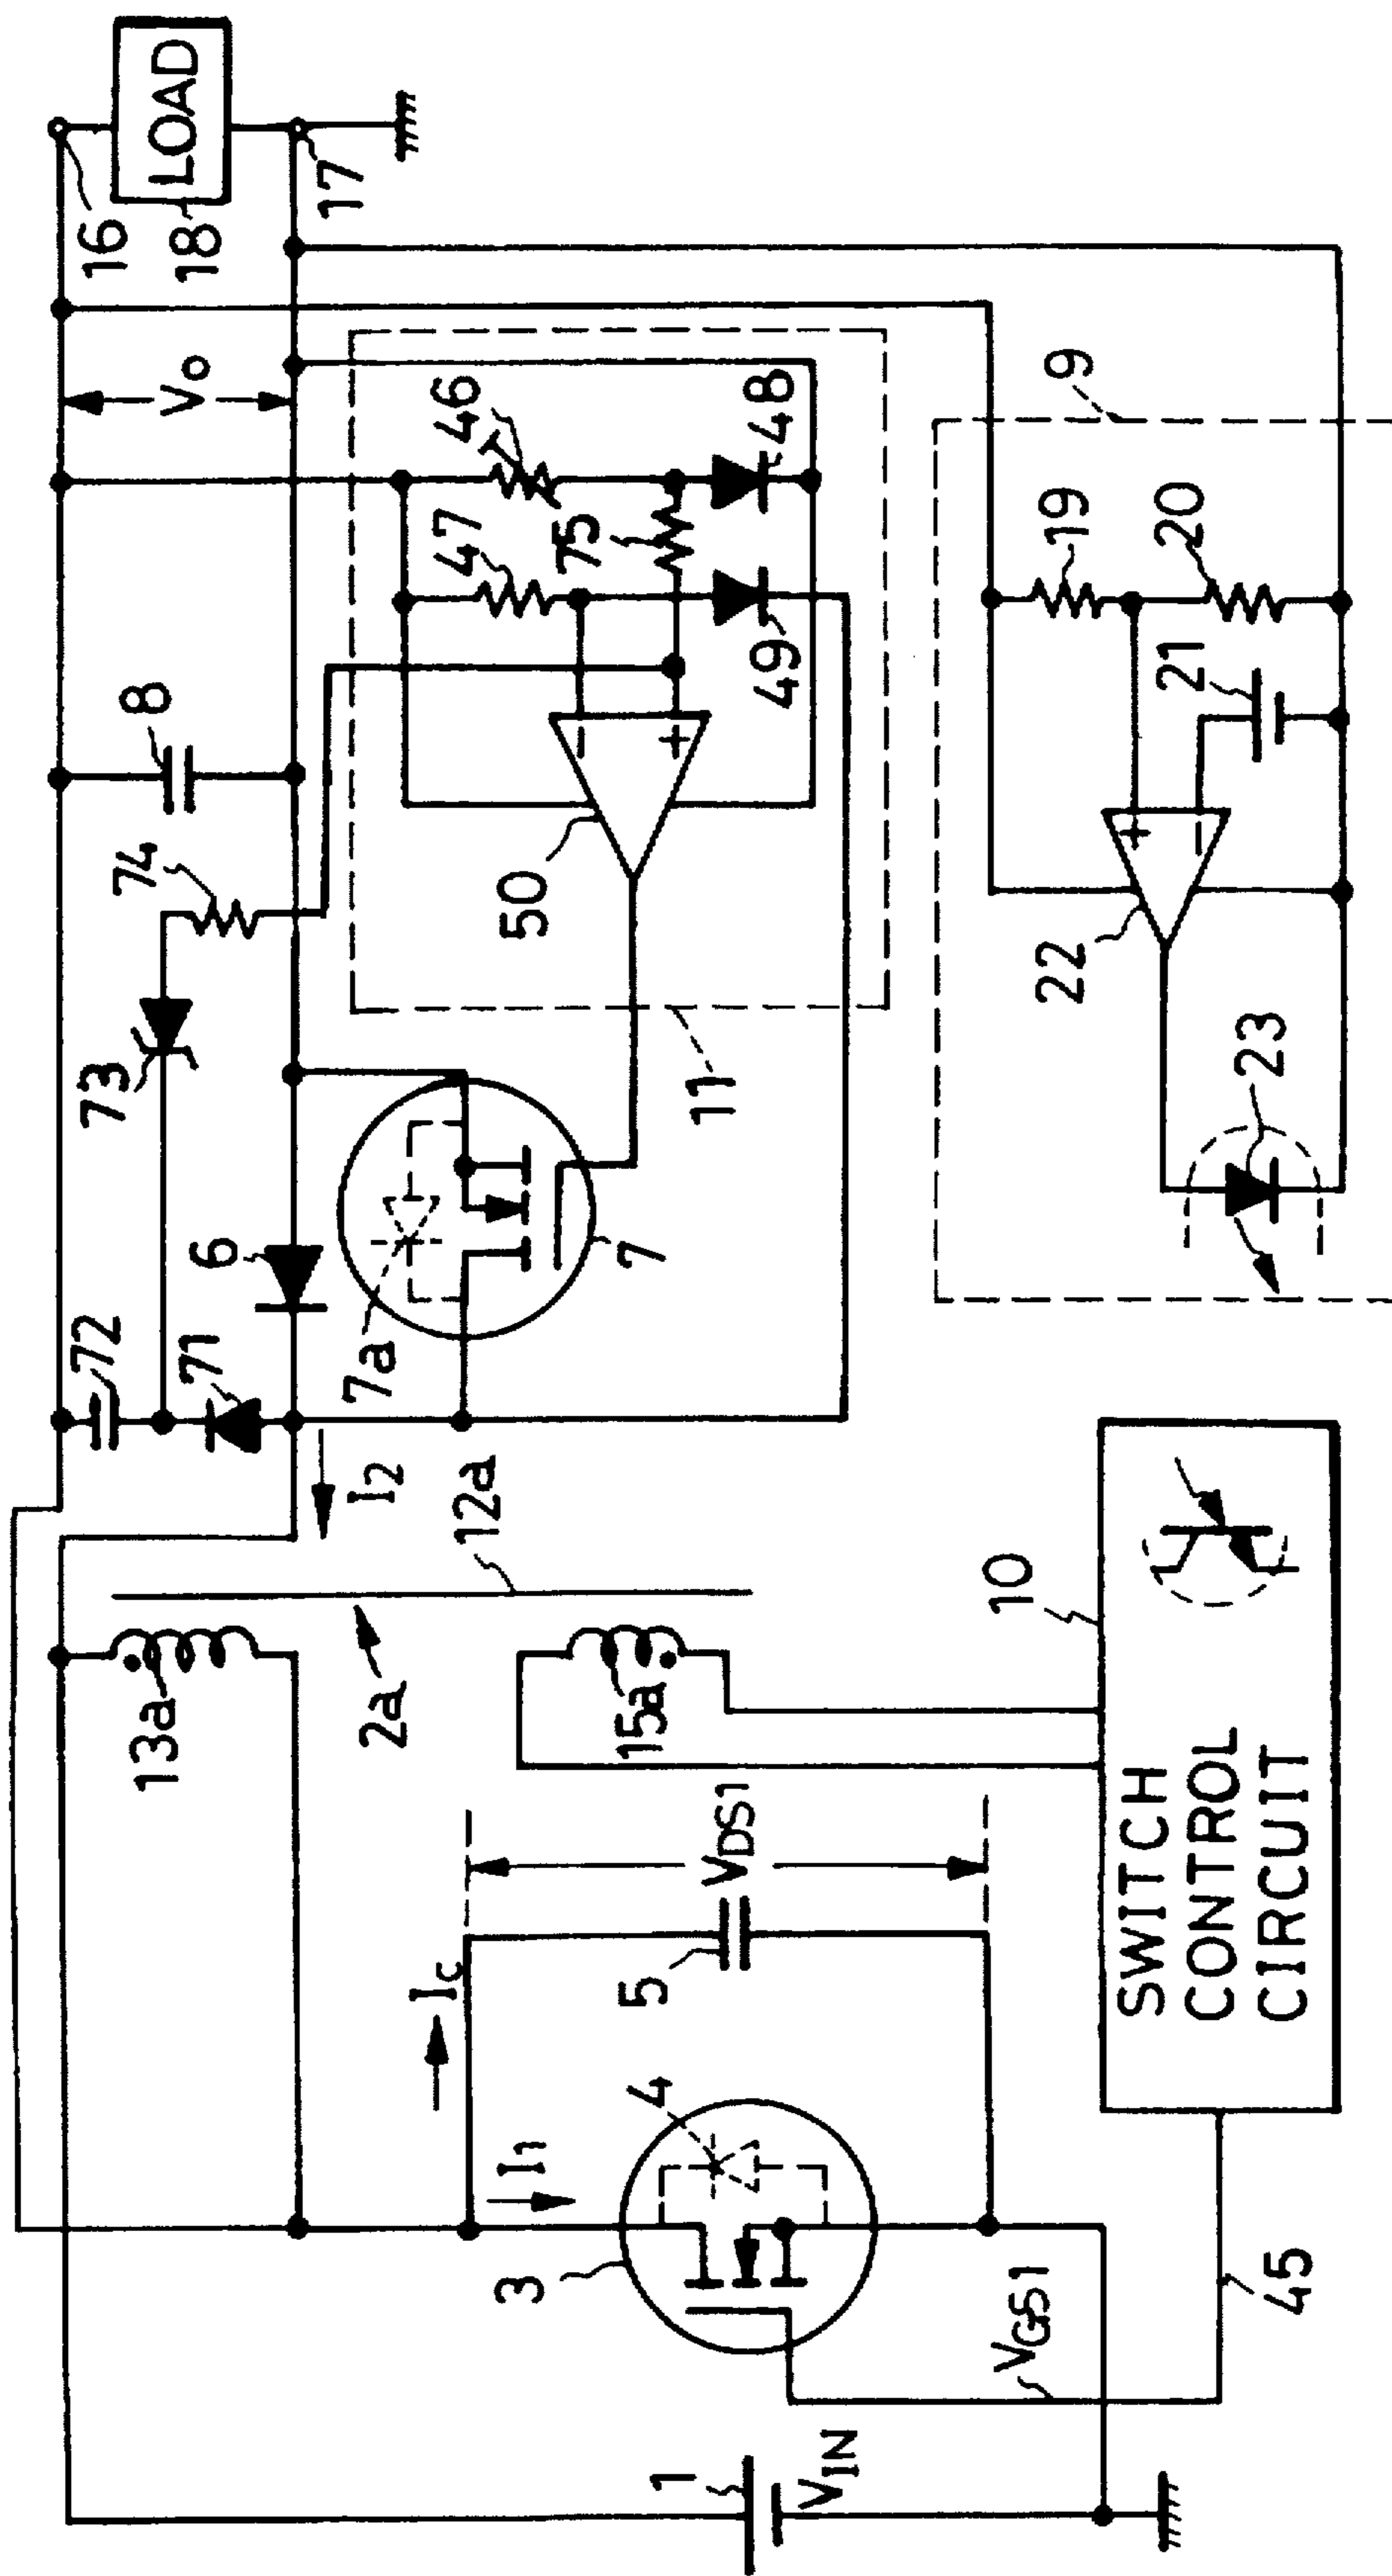 16
LOAD
18
17
Vo
46
48
47
75
49
50
11
8
74
73
6
7
7a
72
71
I2
12a
2a
13a
15a
9
19
20
21
22
23
10
SWITCH
CONTROL
CIRCUIT
VDS1
5
Ic
I1
4
3
VGS1
45
1
VIN
+
−
+
−